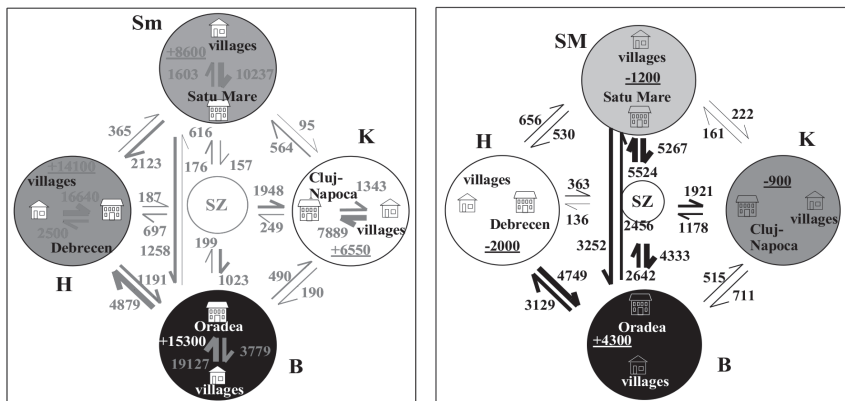 Sm
villages
+8600
1603 10237
Satu Mare
365
2123
616
176 157
95
564
K
+14100
villages
16640
2500
Debrecen
H
187
697
1258
SZ
1948
249
Cluj-
Napoca
1343
7889
villages
+6550
199
1023
1191
4879
490
190
Oradea
+15300
19127 3779
villages
B
SM
villages
-1200
Satu Mare
656
530
222
161
5267
5524
H
villages
Debrecen
-2000
363
136
SZ
2456
1921
1178
K
-900
Cluj-
Napoca
villages
3252
4333
2642
4749
3129
515
711
Oradea
+4300
villages
B